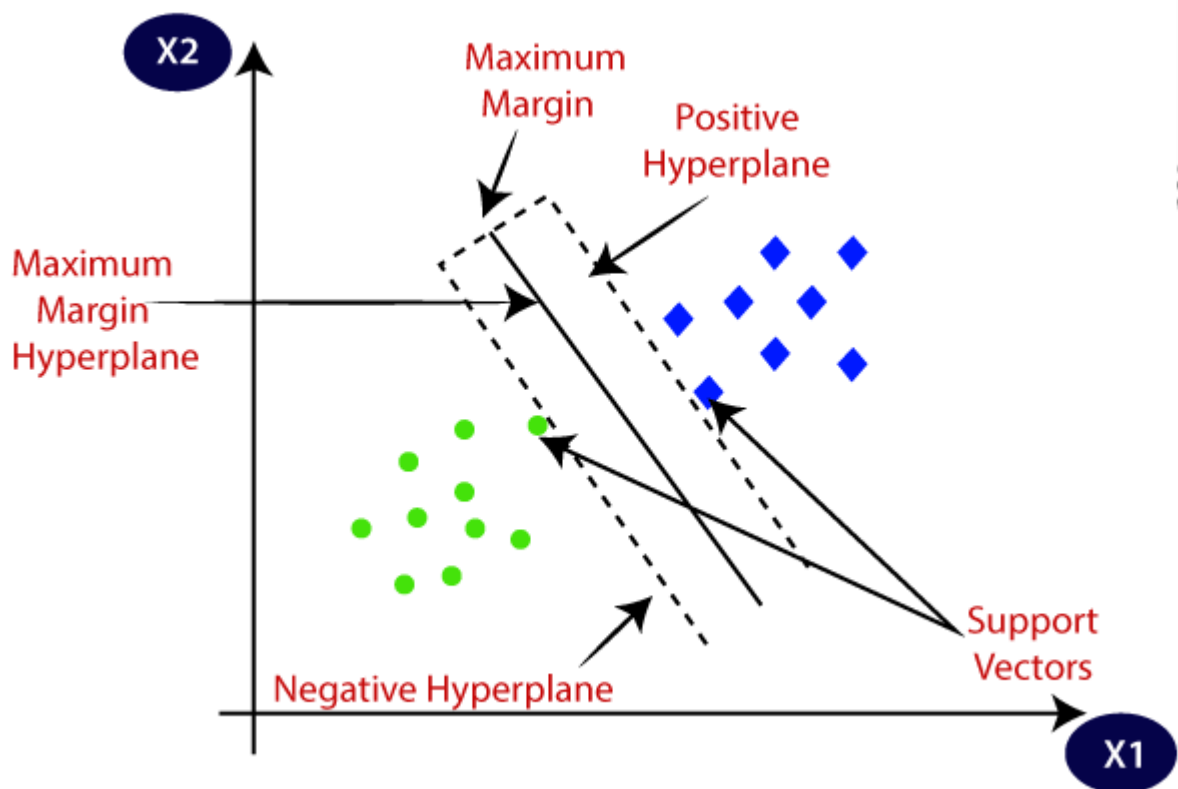 X2
Maximum
Margin
Positive
Hyperplane
Maximum
Margin
Hyperplane
Support
Vectors
Negative Hyperplane
X1